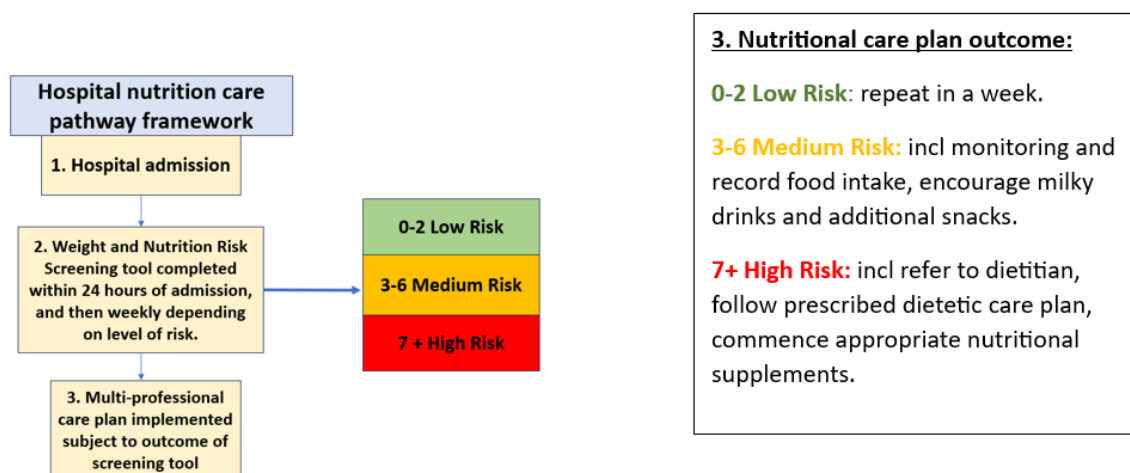 Hospital nutrition care
pathway framework
1. Hospital admission
2. Weight and Nutrition Risk
Screening tool completed
within 24 hours of admission,
and then weekly depending
on level of risk.
0-2 Low Risk
3-6 Medium Risk
7 + High Risk
3. Multi-professional
care plan implemented
subject to outcome of
screening tool
3. Nutritional care plan outcome:
0-2 Low Risk: repeat in a week.
3-6 Medium Risk: incl monitoring and
record food intake, encourage milky
drinks and additional snacks.
7+ High Risk: incl refer to dietitian,
follow prescribed dietetic care plan,
commence appropriate nutritional
supplements.